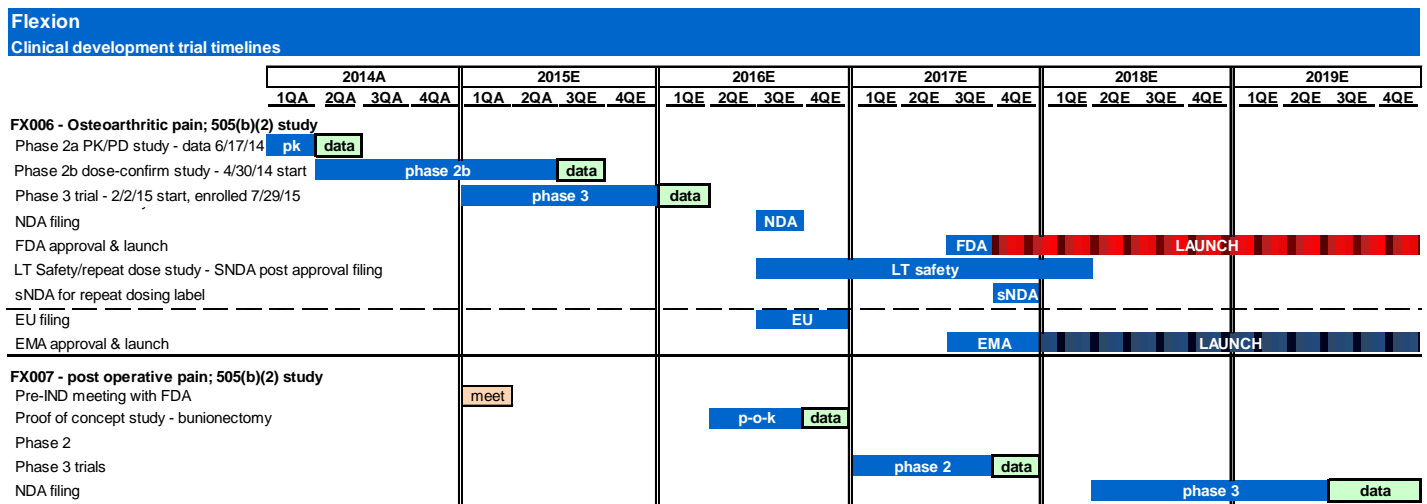 Flexion
Clinical development trial timelines
2014A 2015E 2016E 2017E 2018E 2019E
1QA 2QA 3QA 4QA 1QA 2QA 3QE 4QE 1QE 2QE 3QE 4QE 1QE 2QE 3QE 4QE 1QE 2QE 3QE 4QE 1QE 2QE 3QE 4QE
FX006 - Osteoarthritic pain; 505(b)(2) study
Phase 2a PK/PD study - data 6/17/14 pk data
Phase 2b dose-confirm study - 4/30/14 start phase 2b data
Phase 3 trial - 2/2/15 start, enrolled 7/29/15 phase 3 data
NDA filing NDA
FDA approval & launch FDA LAUNCH
LT Safety/repeat dose study - SNDA post approval filing LT safety
sNDA for repeat dosing label sNDA
EU filing EU
EMA approval & launch EMA LAUNCH
FX007 - post operative pain; 505(b)(2) study
Pre-IND meeting with FDA meet
Proof of concept study - bunionectomy p-o-k data
Phase 2
Phase 3 trials phase 2 data
NDA filing phase 3 data